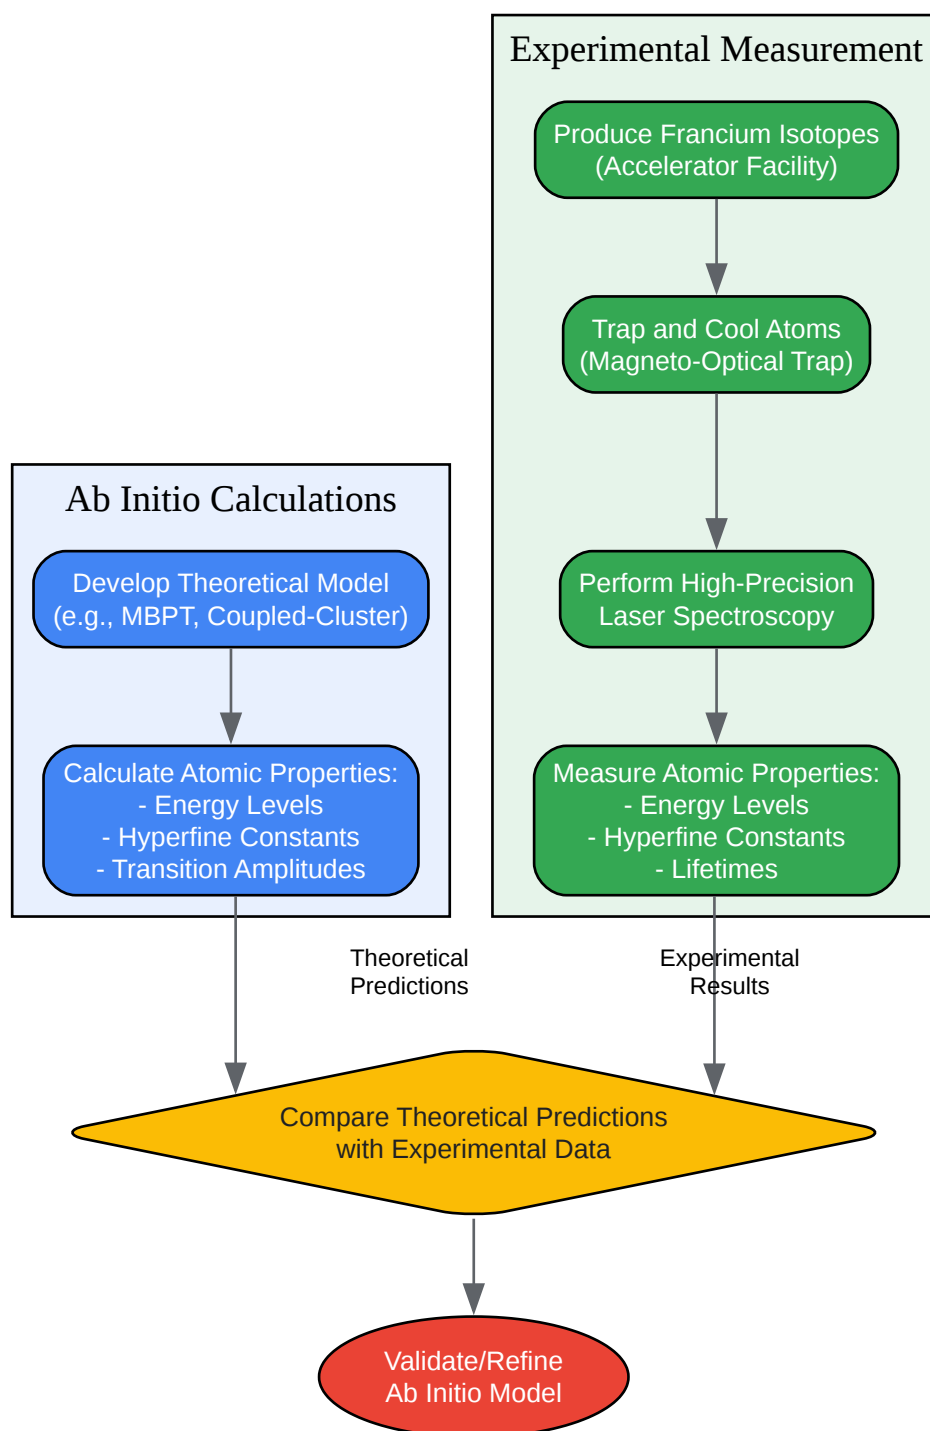 Experimental Measurement
Produce Francium Isotopes
(Accelerator Facility)
Trap and Cool Atoms
(Magneto-Optical Trap)
Perform High-Precision
Laser Spectroscopy
Measure Atomic Properties:
- Energy Levels
- Hyperfine Constants
- Lifetimes
Ab Initio Calculations
Develop Theoretical Model
(e.g., MBPT, Coupled-Cluster)
Calculate Atomic Properties:
- Energy Levels
- Hyperfine Constants
- Transition Amplitudes
Theoretical
Predictions
Experimental
Results
Compare Theoretical Predictions
with Experimental Data
Validate/Refine
Ab Initio Model